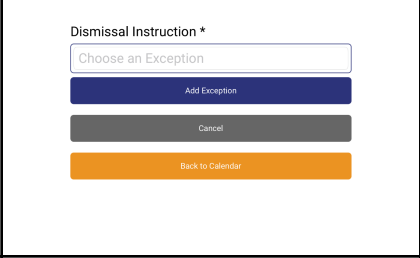 Dismissal Instruction *
Choose an Exception
Add Exception
Cancel
Back to Calendar